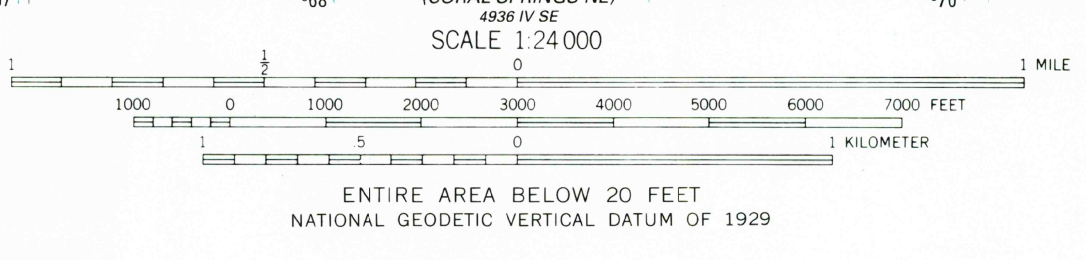 4936 IV SE
SCALE 1:24 000
1 1/2 0 1 MILE
1000 0 1000 2000 3000 4000 5000 6000 7000 FEET
1 .5 0 1 KILOMETER
ENTIRE AREA BELOW 20 FEET
NATIONAL GEODETIC VERTICAL DATUM OF 1929